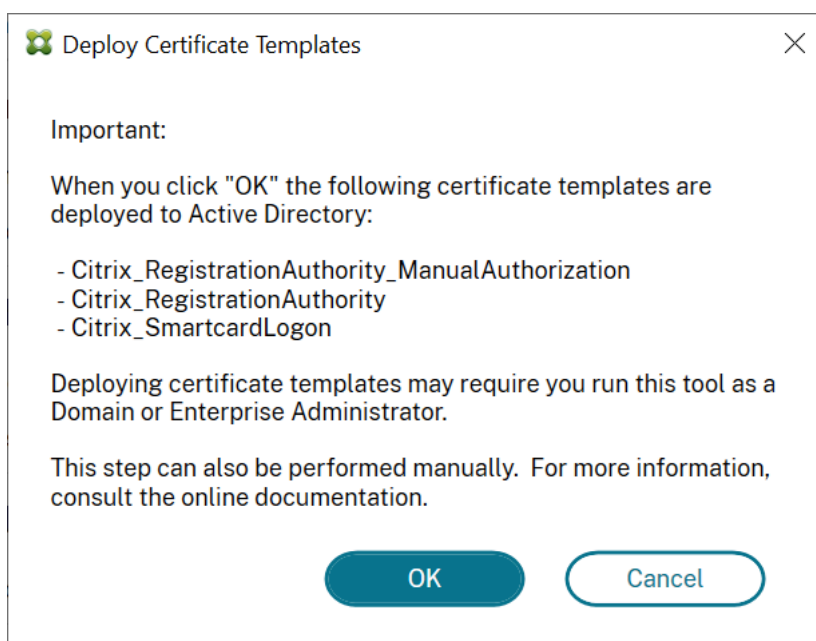 Deploy Certificate Templates
Important:
When you click "OK" the following certificate templates are
deployed to Active Directory:
- Citrix_RegistrationAuthority_ManualAuthorization
- Citrix_RegistrationAuthority
- Citrix_SmartcardLogon
Deploying certificate templates may require you run this tool as a
Domain or Enterprise Administrator.
This step can also be performed manually.  For more information,
consult the online documentation.
OK
Cancel